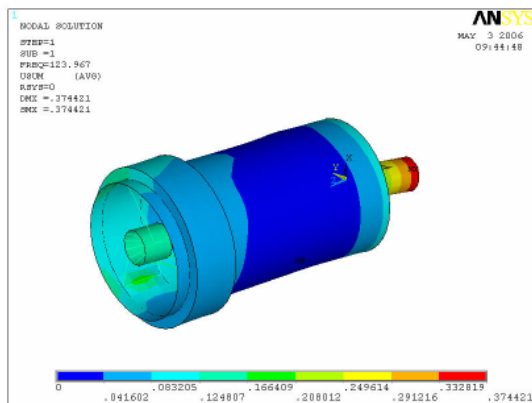 1
NODAL SOLUTION
STEP=1
SUB =1
FREQ=123.967
USUM (AVG)
RSYS=0
DMX =.374421
SMX =.374421
ANSYS
MAY 3 2006
09:44:48
X
0 .083205 .166409 .249614 .332819
.041602 .124807 .208012 .291216 .374421